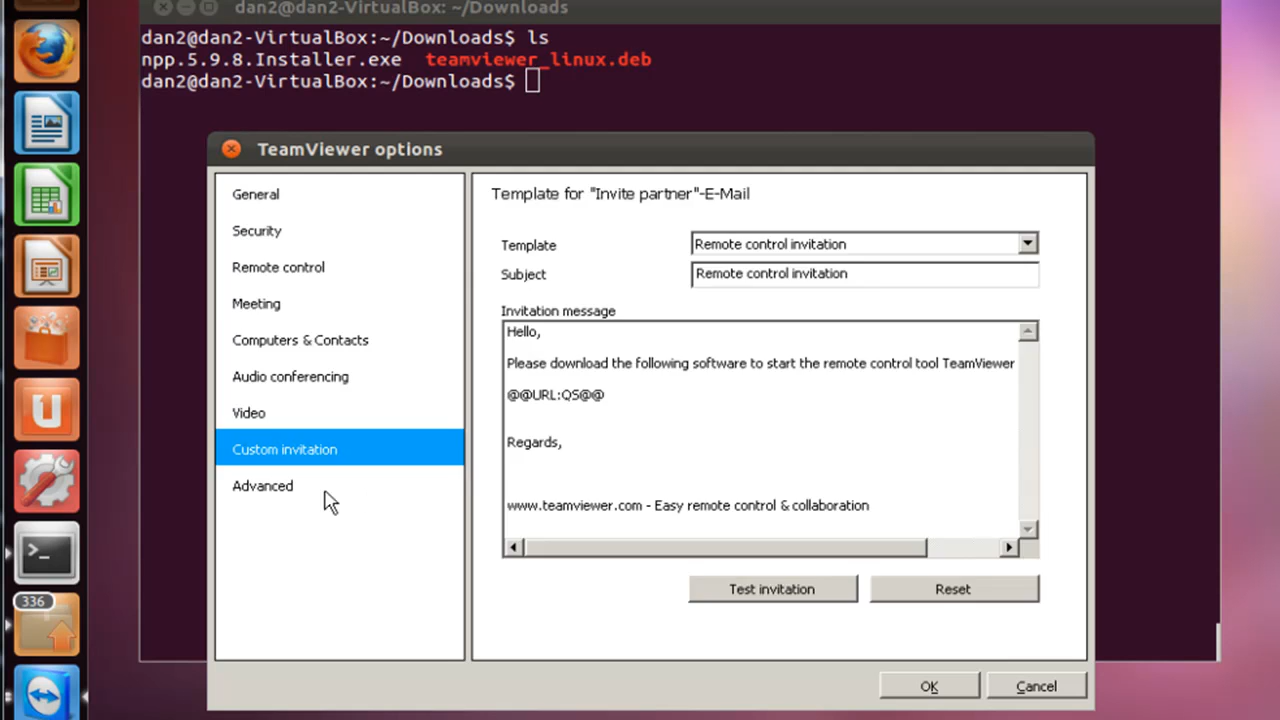 dan2@dan2-VirtualBox: ~/Downloads
dan2@dan2-VirtualBox:~/Downloads$ ls
npp.5.9.8.Installer.exe teamviewer_linux.deb
dan2@dan2-VirtualBox:~/Downloads$
TeamViewer options
General
Security
Remote control
Meeting
Computers & Contacts
Audio conferencing
Video
Custom invitation
Advanced
Template for "Invite partner"-E-Mail
Template Remote control invitation
Subject Remote control invitation
Invitation message
Hello,
Please download the following software to start the remote control tool TeamViewer
@@URL:QS@@
Regards,
www.teamviewer.com - Easy remote control & collaboration
Test invitation Reset
OK Cancel
336